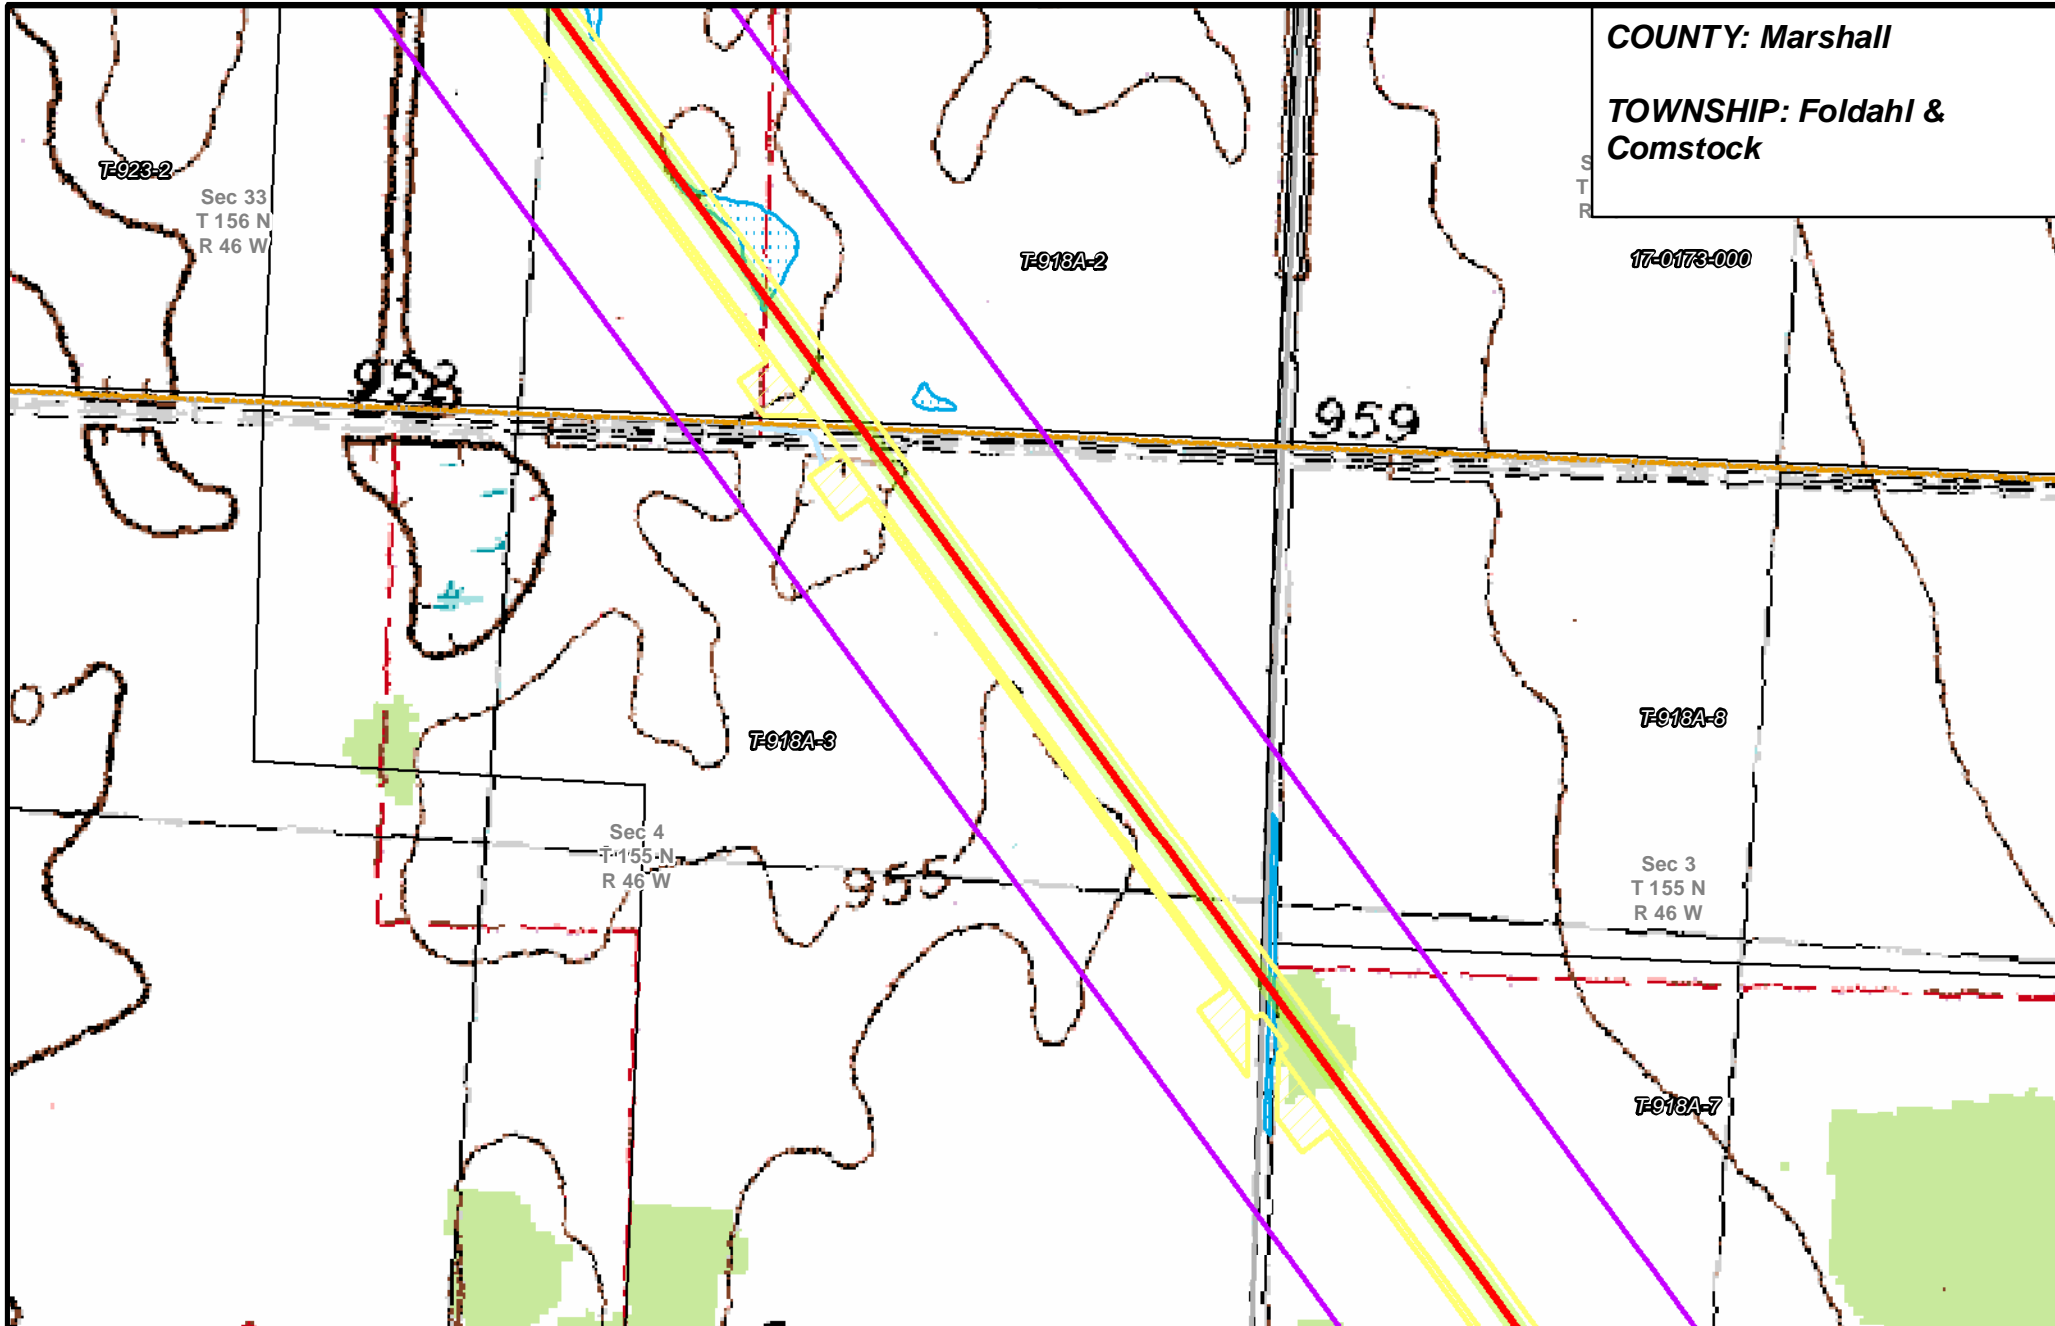 COUNTY: Marshall
TOWNSHIP: Foldahl &
Comstock
T-923-2
Sec 33
T 156 N
R 46 W
S
T
R
T-918A-2
17-0173-000
953
959
T-918A-8
T-918A-3
Sec 4
T 155 N
R 46 W
955
Sec 3
T 155 N
R 46 W
T-918A-7